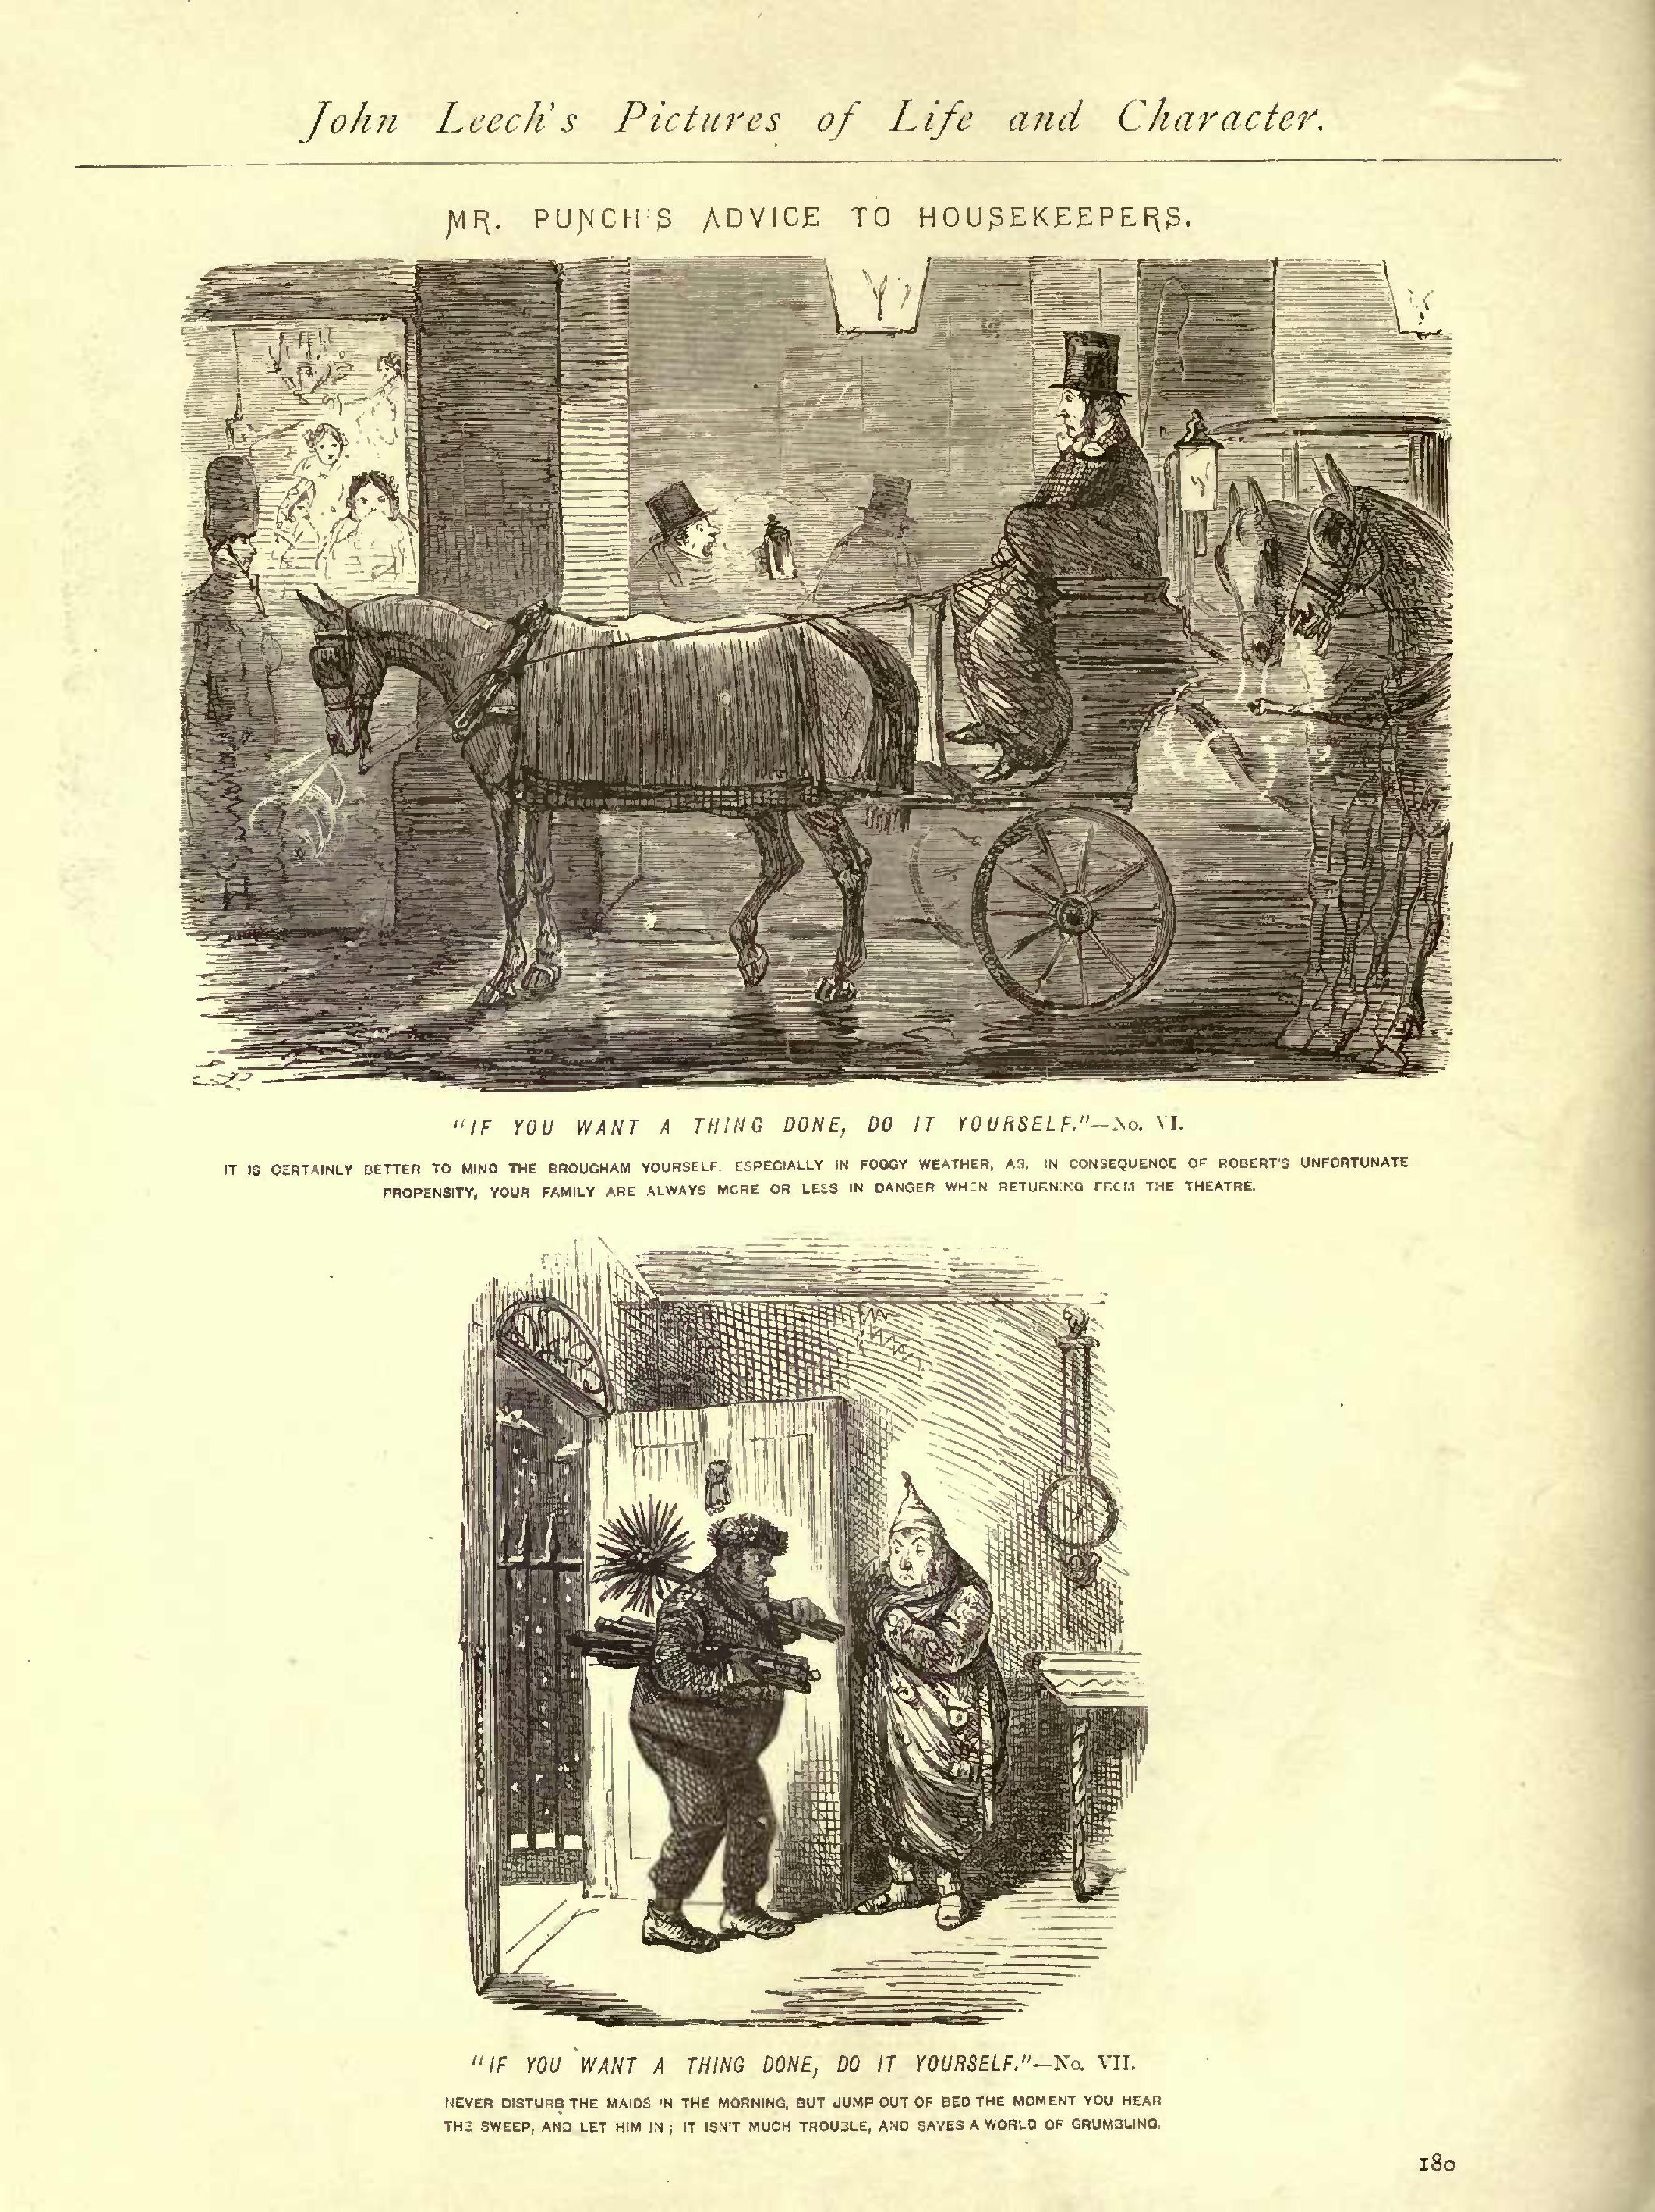 John Leech's Pictures of Life and Character.
MR. PUNCH'S ADVICE TO HOUSEKEEPERS.
"IF YOU WANT A THING DONE, DO IT YOURSELF."—No. VI.
IT IS CERTAINLY BETTER TO MIND THE BROUGHAM YOURSELF, ESPECIALLY IN FOGGY WEATHER, AS, IN CONSEQUENCE OF ROBERT'S UNFORTUNATE
PROPENSITY, YOUR FAMILY ARE ALWAYS MORE OR LESS IN DANGER WHEN RETURNING FROM THE THEATRE.
"IF YOU WANT A THING DONE, DO IT YOURSELF."—No. VII.
NEVER DISTURB THE MAIDS IN THE MORNING, BUT JUMP OUT OF BED THE MOMENT YOU HEAR
THE SWEEP, AND LET HIM IN; IT ISN'T MUCH TROUBLE, AND SAVES A WORLD OF GRUMBLING.
180